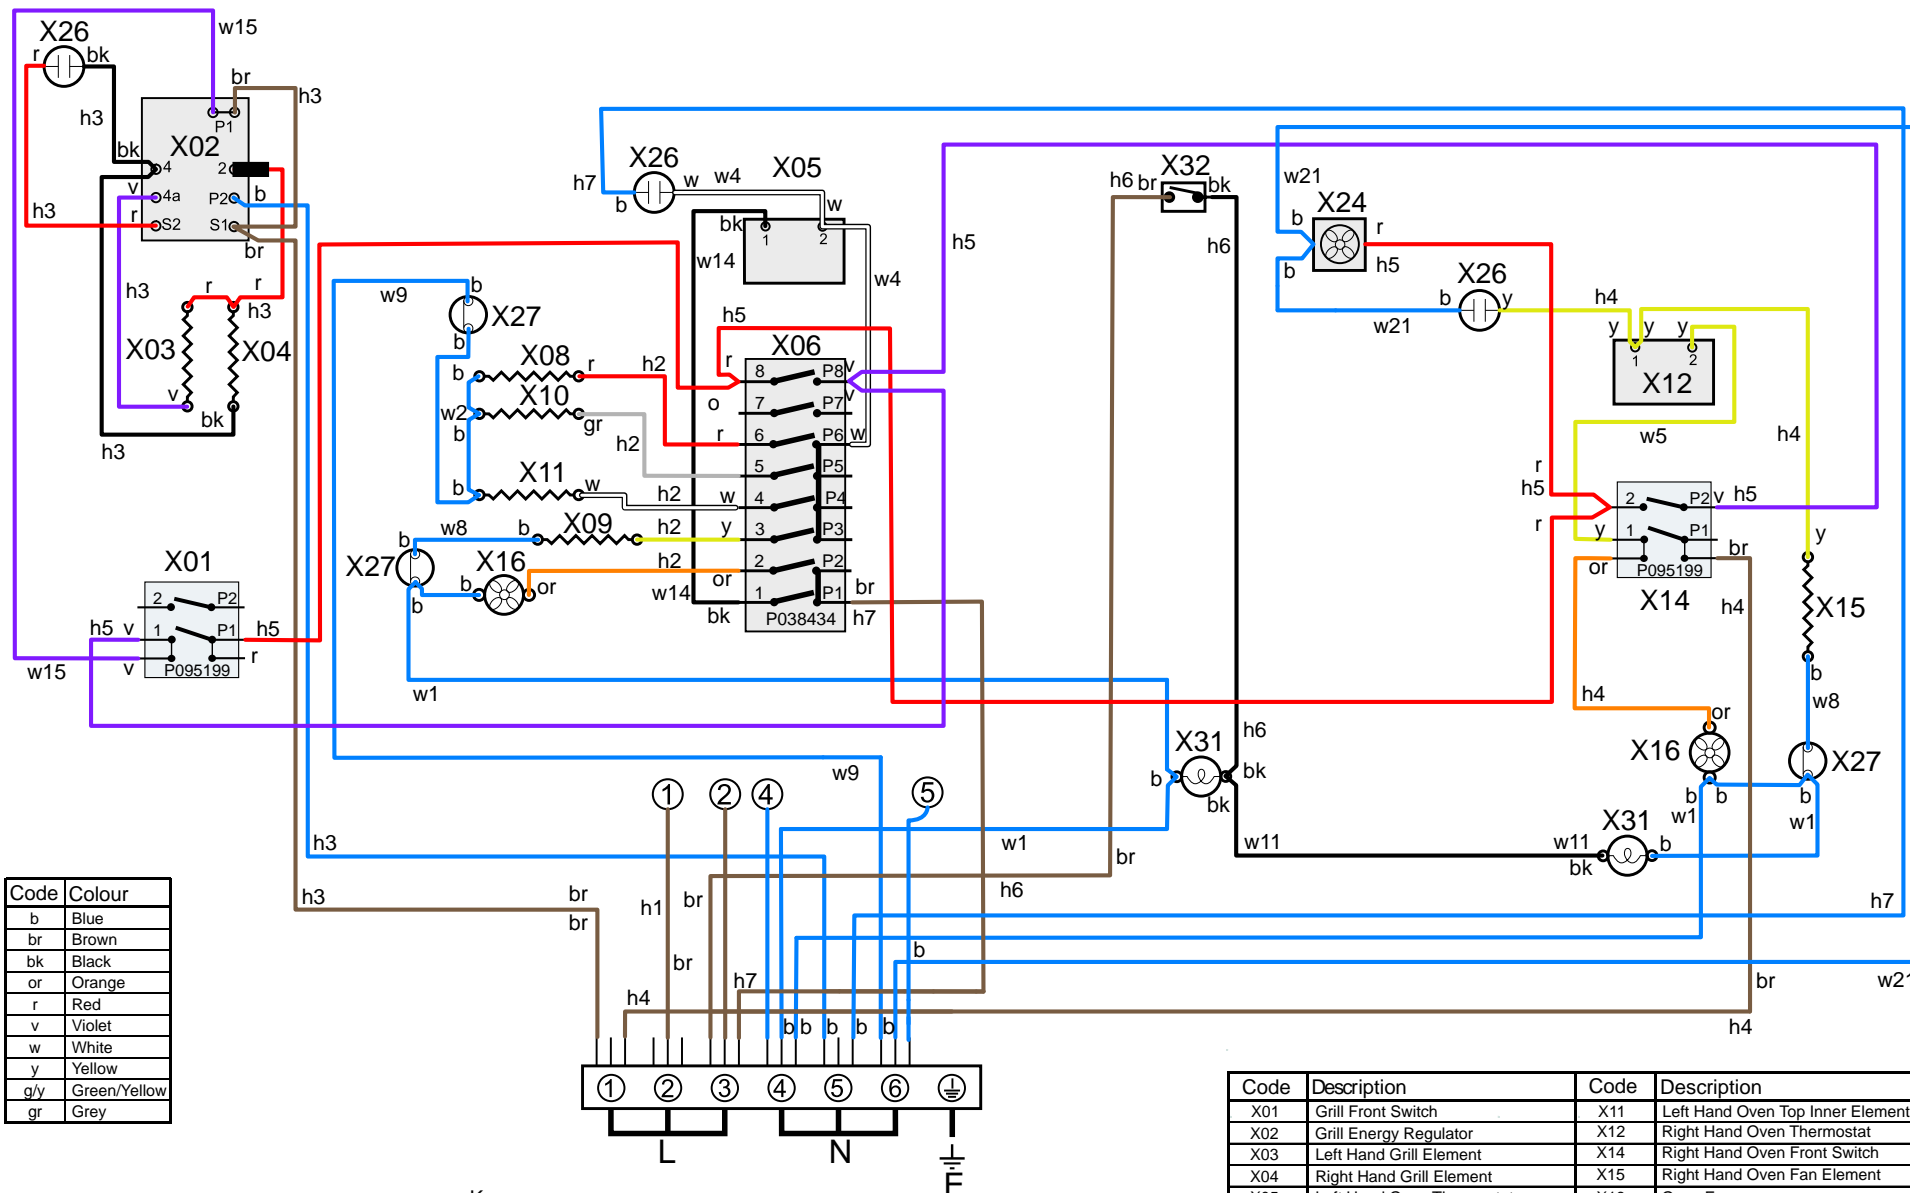 w15
X26
r
bk
br
h3
h3
P1
X02
bk
4
2
v
4a
P2
b
r
S2
S1
h3
br
h3
r
r
h3
X03
X04
v
bk
h3
X01
2
P2
h5
v
1
P1
h5
w15
v
P095199
r
w9
b
X27
b
X08
b
r
h2
X10
w2
b
gr
h2
X11
b
w
h2
w
w8
b
X09
h2
y
b
X27
X16
h2
or
b
or
w14
b
bk
w1
h7
X26
b
w
w4
X05
w
bk
1
2
w14
w4
h5
X06
r
8
P8
v
v
o
7
P7
r
6
P6
w
5
P5
4
P4
3
P3
2
P2
1
P1
br
h7
P038434
h5
h6
br
X32
bk
h6
w21
X24
b
r
b
h5
X26
b
y
h4
w21
y
y
y
1
2
X12
w5
h4
r
h5
2
P2
v
h5
r
y
1
P1
br
or
P095199
X14
h4
y
X15
b
h4
w8
or
X16
X27
b
b
b
w1
w1
X31
h6
b
bk
bk
w11
w11
bk
X31
b
w9
1
2
4
5
h3
w1
br
h6
h3
br
br
h1
br
br
b
h7
h7
h4
b
b
b
b
b
br
w21
h4
1
2
3
4
5
6
L
N
E
Code Colour
b Blue
br Brown
bk Black
or Orange
r Red
v Violet
w White
y Yellow
g/y Green/Yellow
gr Grey
Code Description Code Description
X01 Grill Front Switch X11 Left Hand Oven Top Inner Element
X02 Grill Energy Regulator X12 Right Hand Oven Thermostat
X03 Left Hand Grill Element X14 Right Hand Oven Front Switch
X04 Right Hand Grill Element X15 Right Hand Oven Fan Element